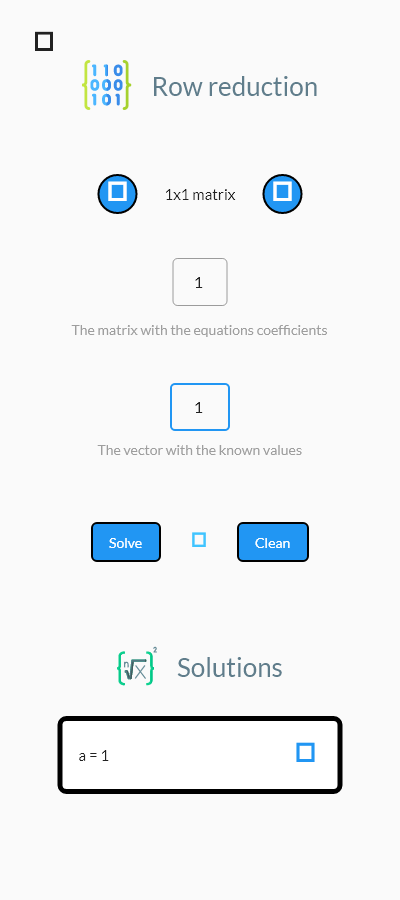 110
000
101
Row reduction
1x1 matrix
1
The matrix with the equations coefficients
1
The vector with the known values
Solve
Clean
n√x 2
Solutions
a = 1